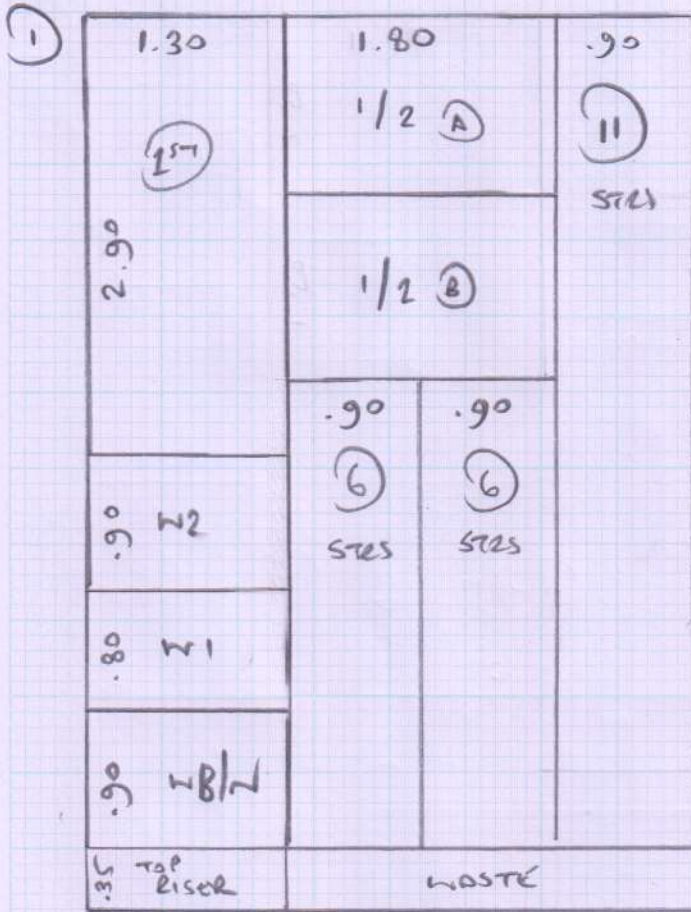 1
1.30
1ST
2.90
1.80
1/2 A
1/2 B
.90
11
STRS
.90
6
STRS
.90
6
STRS
.90 W2
.80 W1
.90
.35 TOP
RISER
WASTE